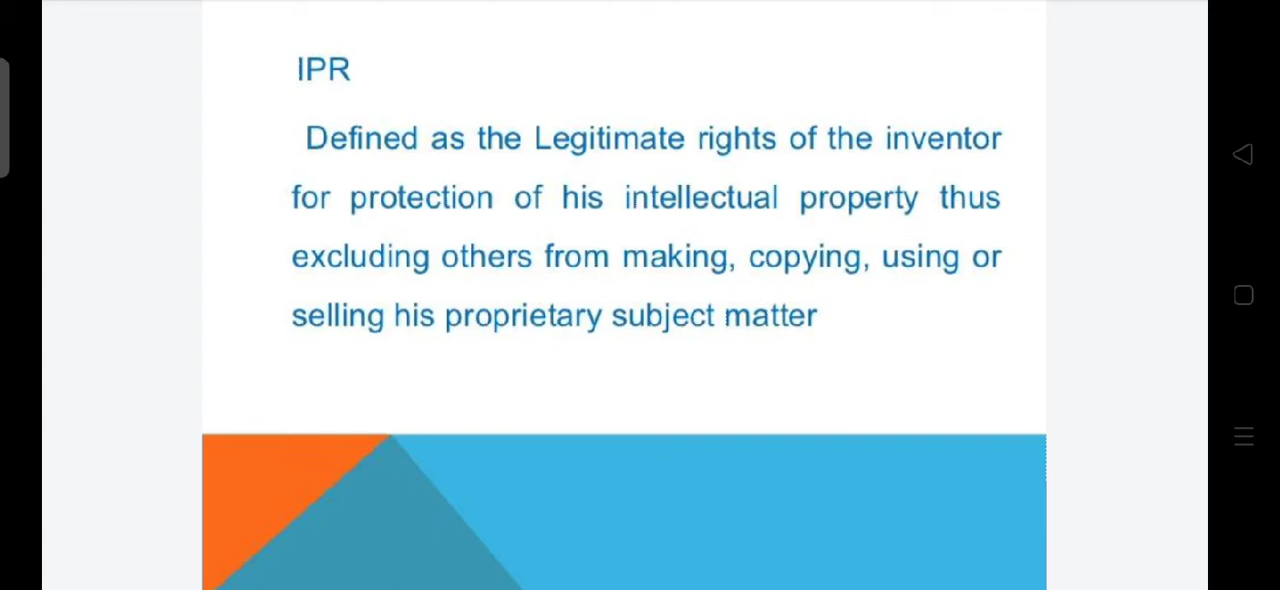 IPR
Defined as the Legitimate rights of the inventor
for protection of his intellectual property thus
excluding others from making, copying, using or
selling his proprietary subject matter